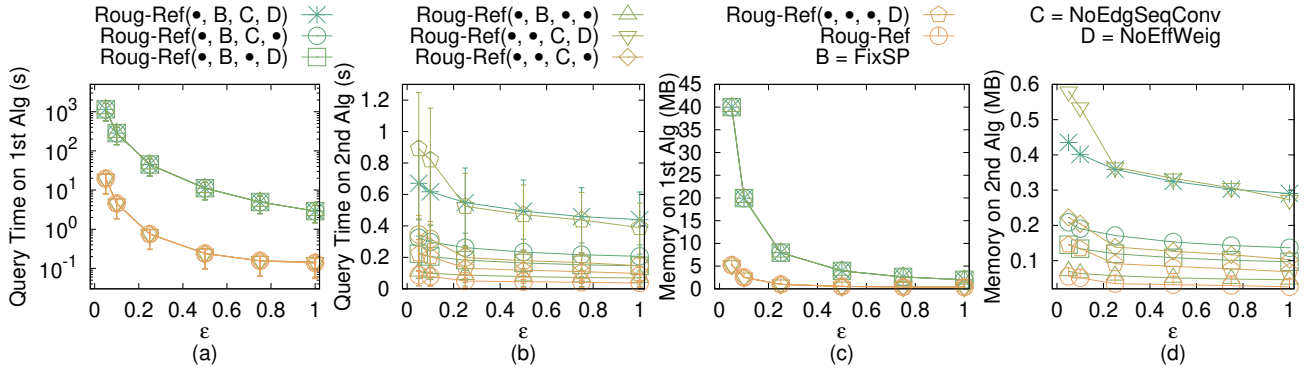 Roug-Ref(•, B, C, D)
Roug-Ref(•, B, C, •)
Roug-Ref(•, B, •, D)
Roug-Ref(•, B, •, •)
Roug-Ref(•, •, C, D)
Roug-Ref(•, •, C, •)
Roug-Ref(•, •, •, D)
Roug-Ref
B = FixSP
C = NoEdgSeqConv
D = NoEffWeig
Query Time on 1st Alg (s)
10³
10²
10¹
10⁰
10⁻¹
0 0.2 0.4 0.6 0.8 1
ε
(a)
Query Time on 2nd Alg (s)
1.2
1
0.8
0.6
0.4
0.2
0
0 0.2 0.4 0.6 0.8 1
ε
(b)
Memory on 1st Alg (MB)
45
40
35
30
25
20
15
10
5
0
0 0.2 0.4 0.6 0.8 1
ε
(c)
Memory on 2nd Alg (MB)
0.6
0.5
0.4
0.3
0.2
0.1
0 0.2 0.4 0.6 0.8 1
ε
(d)